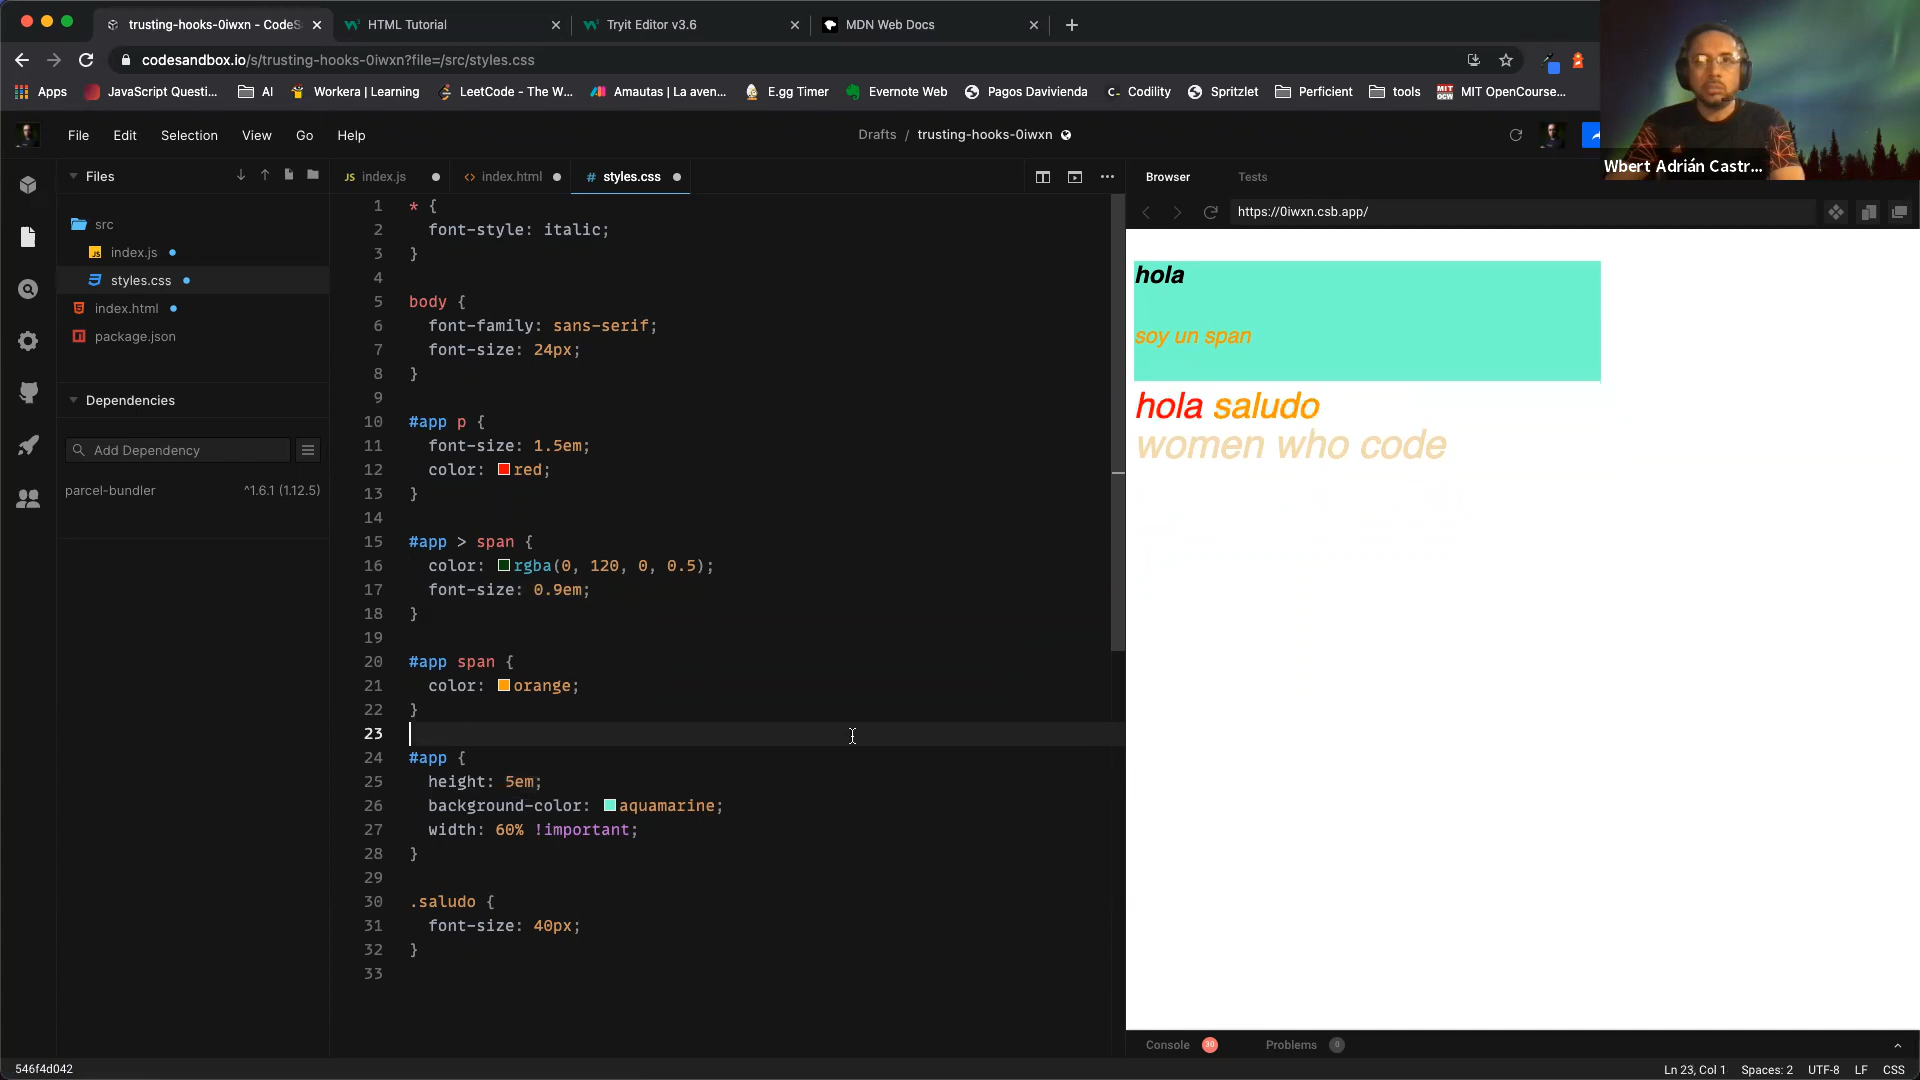 trusting-hooks-0iwxn - CodeS
HTML Tutorial
Tryit Editor v3.6
MDN Web Docs
codesandbox.io/s/trusting-hooks-0iwxn?file=/src/styles.css
Apps
JavaScript Questi...
AI
Workera | Learning
LeetCode - The W...
Amautas | La aven...
E.gg Timer
Evernote Web
Pagos Davivienda
Codility
Spritzlet
Perficient
tools
MIT OpenCourse...
File Edit Selection View Go Help
Drafts / trusting-hooks-0iwxn
Wbert Adrián Castr...
Files
src
index.js
styles.css
index.html
package.json
Dependencies
Add Dependency
parcel-bundler ^1.6.1 (1.12.5)
JS index.js
<> index.html
# styles.css
1 * {
2 font-style: italic;
3 }
4
5 body {
6 font-family: sans-serif;
7 font-size: 24px;
8 }
9
10 #app p {
11 font-size: 1.5em;
12 color: red;
13 }
14
15 #app > span {
16 color: rgba(0, 120, 0, 0.5);
17 font-size: 0.9em;
18 }
19
20 #app span {
21 color: orange;
22 }
23
24 #app {
25 height: 5em;
26 background-color: aquamarine;
27 width: 60% !important;
28 }
29
30 .saludo {
31 font-size: 40px;
32 }
33
Browser Tests
https://0iwxn.csb.app/
hola
soy un span
hola saludo
women who code
Console 30 Problems 0
546f4d042
Ln 23, Col 1 Spaces: 2 UTF-8 LF CSS